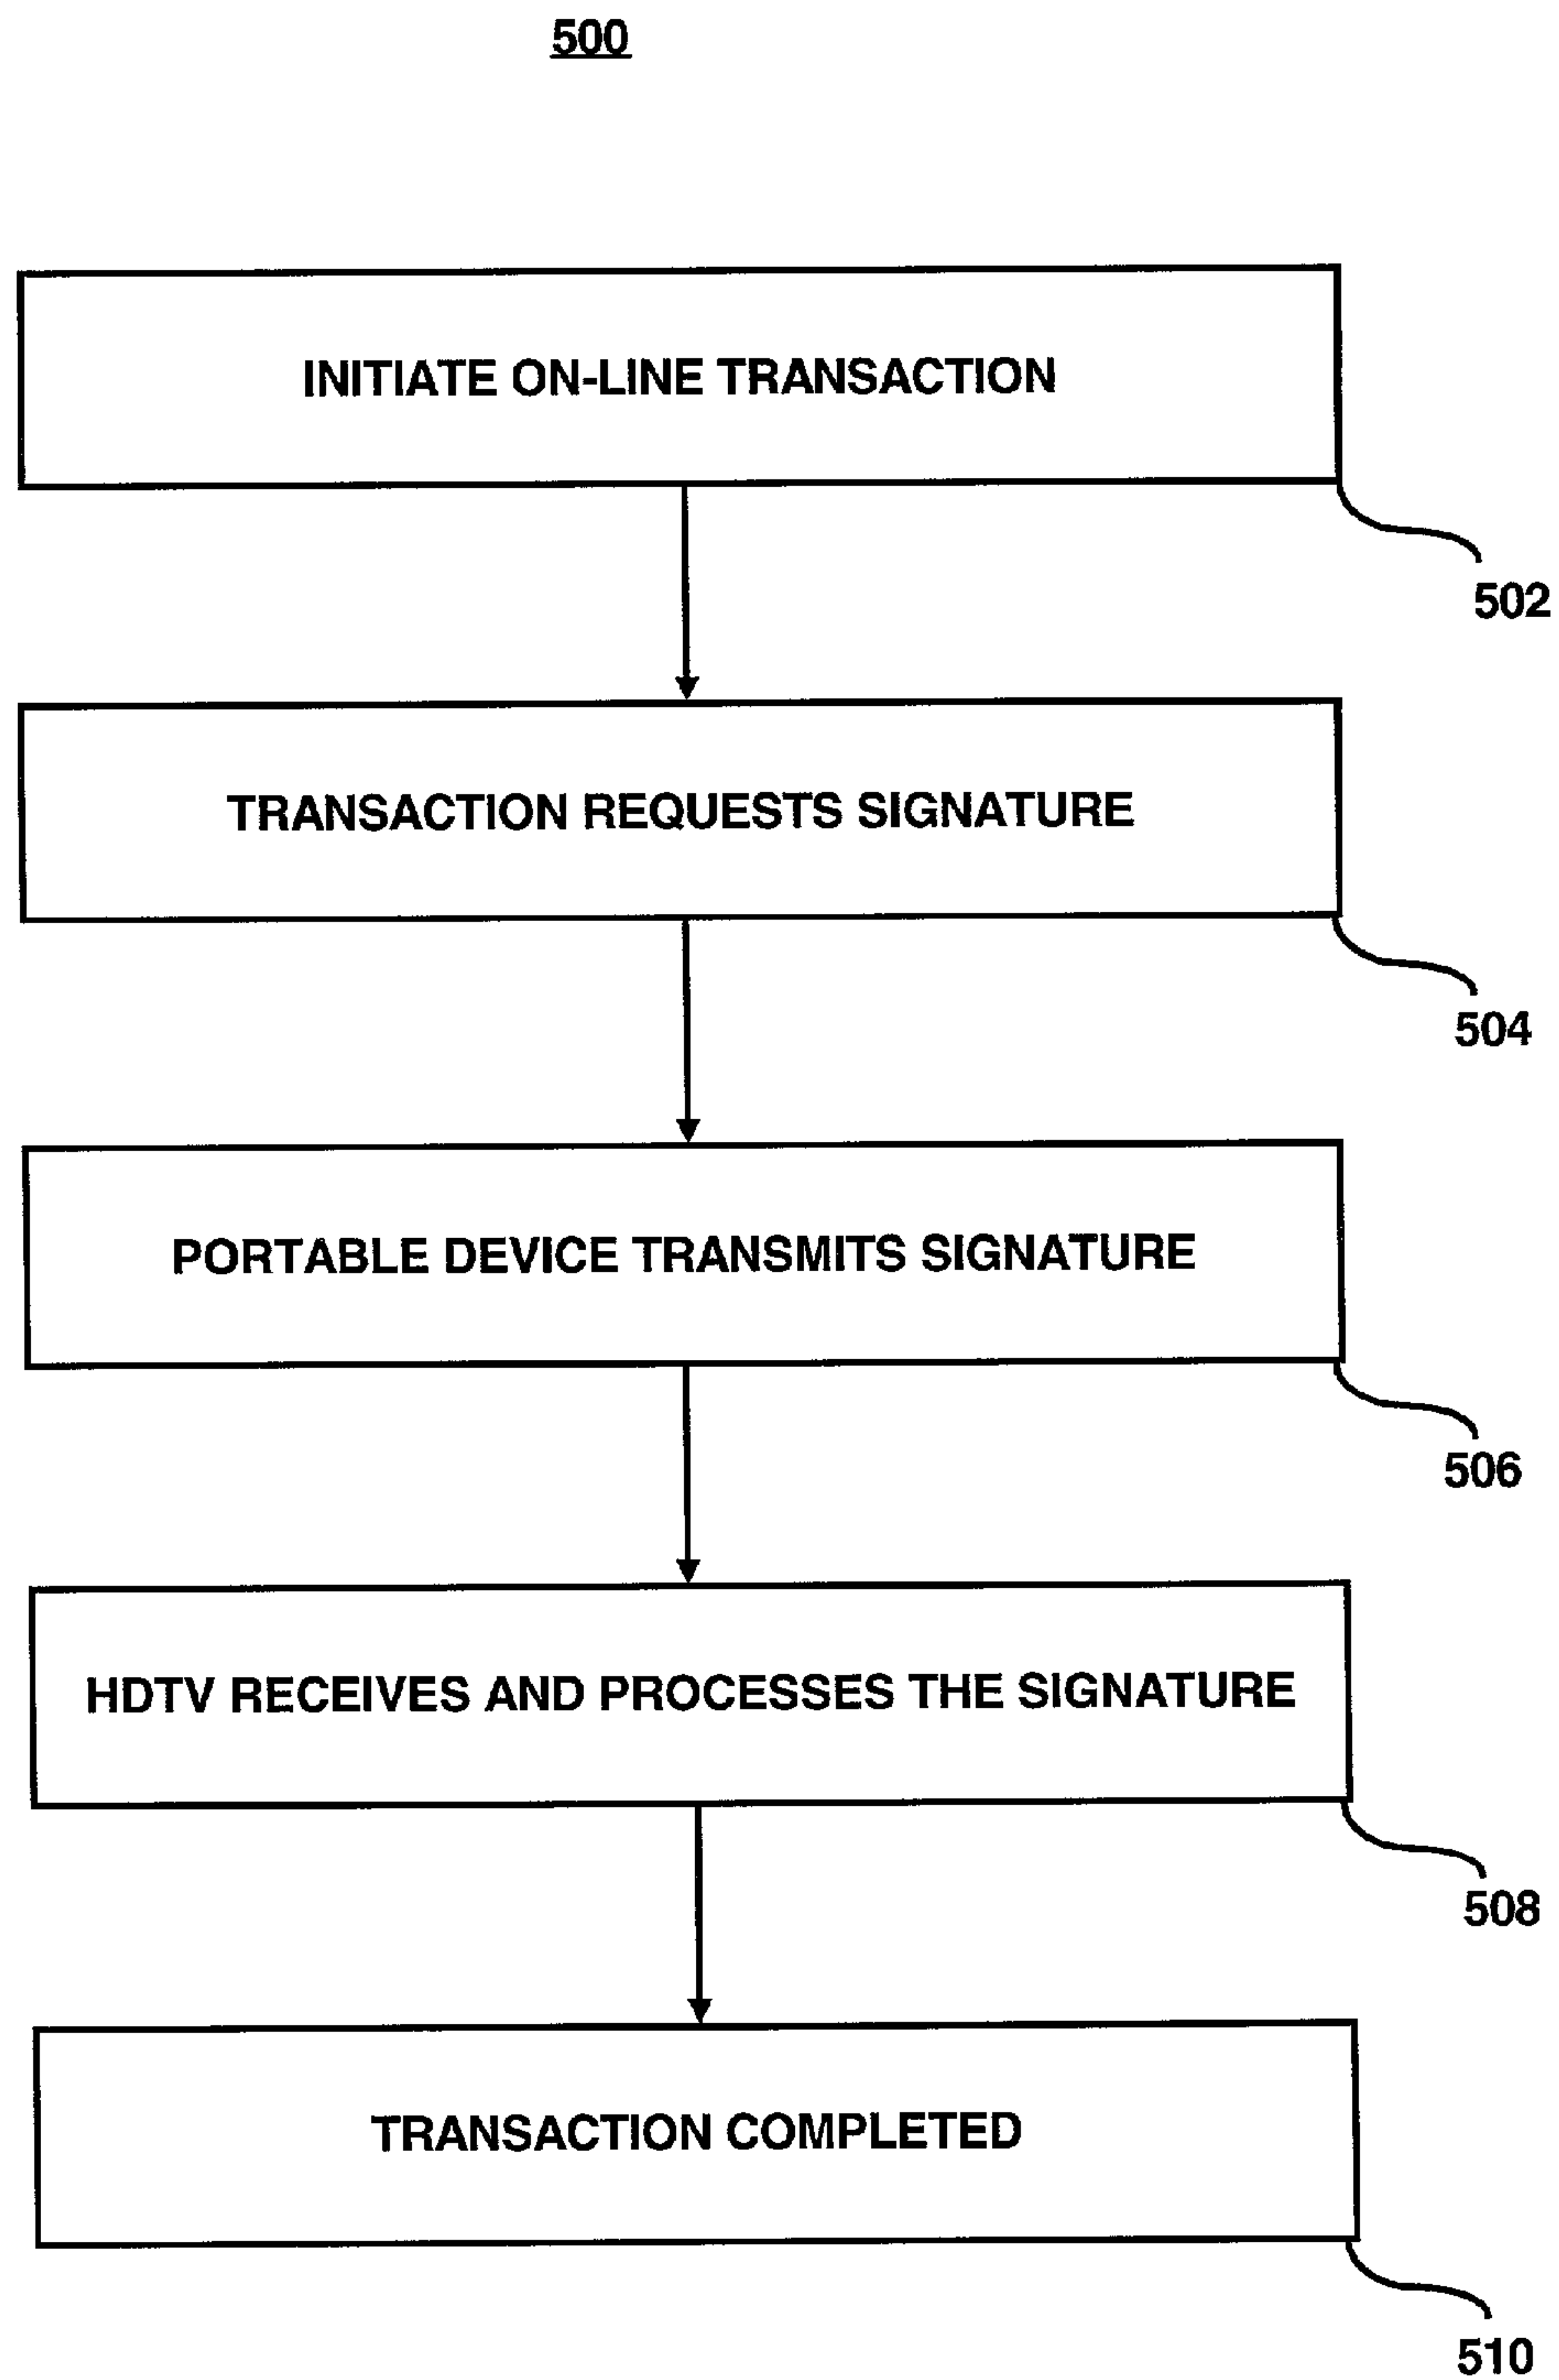 500
INITIATE ON-LINE TRANSACTION
502
TRANSACTION REQUESTS SIGNATURE
504
PORTABLE DEVICE TRANSMITS SIGNATURE
506
HDTV RECEIVES AND PROCESSES THE SIGNATURE
508
TRANSACTION COMPLETED
510